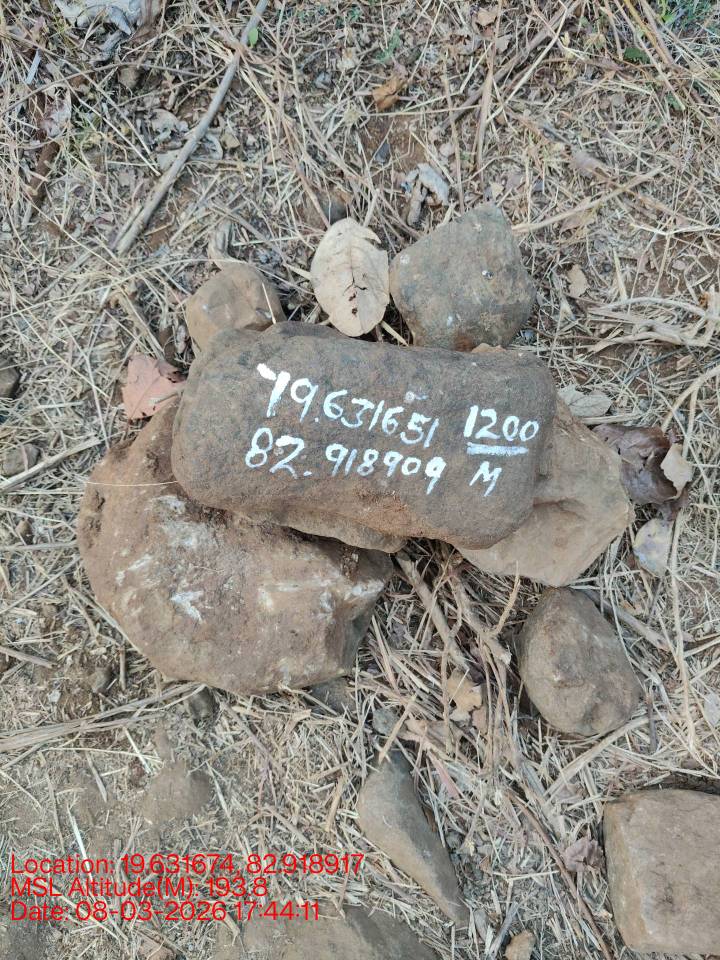 19.631651 1200
82.918909 M
Location: 19.631674, 82.918917
MSL Altitude(M): 193.8
Date: 08-03-2026 17:44:11